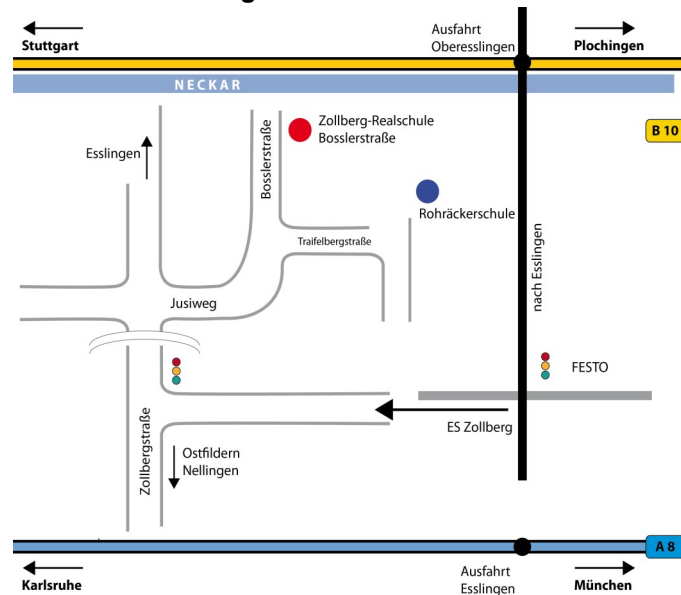 Stuttgart
Ausfahrt
Oberesslingen
Plochingen
NECKAR
B 10
Zollberg-Realschule
Bosslerstraße
Esslingen
Bosslerstraße
Rohräckerschule
Traifelbergstraße
nach Esslingen
Jusiweg
FESTO
ES Zollberg
Zollbergstraße
Ostfildern
Nellingen
A 8
Karlsruhe
Ausfahrt
Esslingen
München